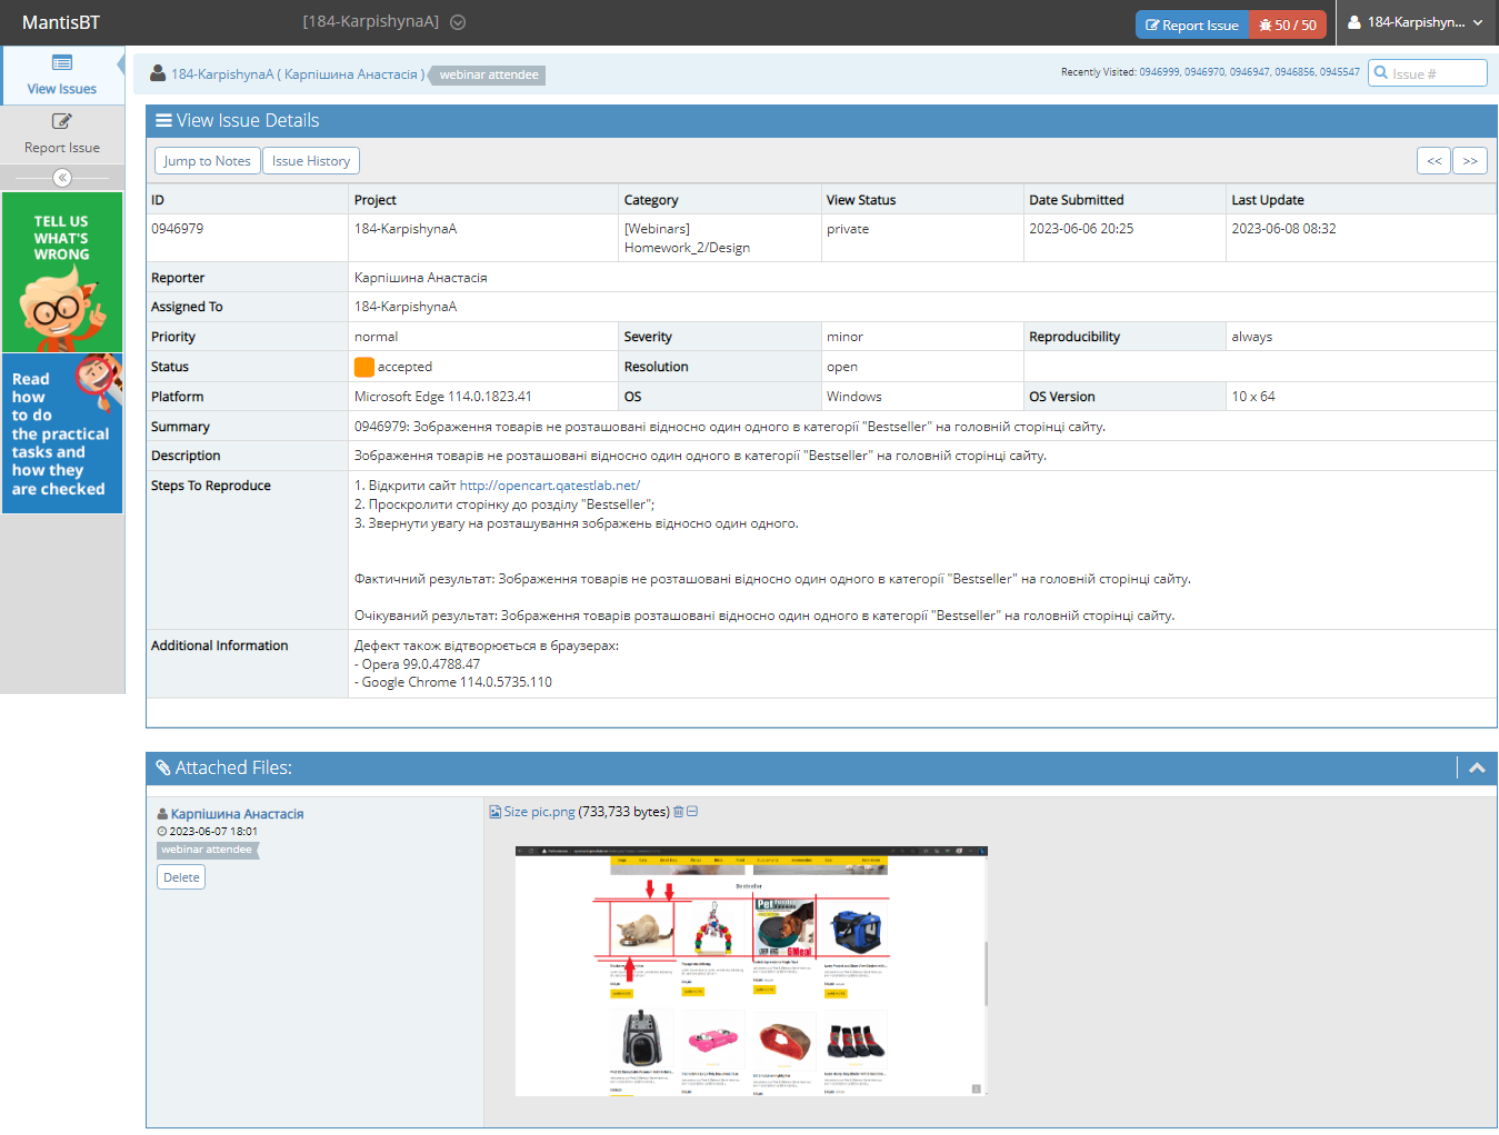 MantisBT
[184-KarpishynaA]
Report Issue
50 / 50
184-Karpishyn...
View Issues
Report Issue
TELL US
WHAT'S
WRONG
Read
how
to do
the practical
tasks and
how they
are checked
184-KarpishynaA ( Карпішина Анастасія )
webinar attendee
Recently Visited: 0946999, 0946970, 0946947, 0946856, 0945547
Issue #
View Issue Details
Jump to Notes
Issue History
<<
>>
ID Project Category View Status Date Submitted Last Update
0946979 184-KarpishynaA [Webinars] private 2023-06-06 20:25 2023-06-08 08:32
Homework_2/Design
Reporter Карпішина Анастасія
Assigned To 184-KarpishynaA
Priority normal Severity minor Reproducibility always
Status accepted Resolution open
Platform Microsoft Edge 114.0.1823.41 OS Windows OS Version 10 x 64
Summary 0946979: Зображення товарів не розташовані відносно один одного в категорії "Bestseller" на головній сторінці сайту.
Description Зображення товарів не розташовані відносно один одного в категорії "Bestseller" на головній сторінці сайту.
Steps To Reproduce 1. Відкрити сайт http://opencart.qatestlab.net/
2. Проскролити сторінку до розділу "Bestseller";
3. Звернути увагу на розташування зображень відносно один одного.
Фактичний результат: Зображення товарів не розташовані відносно один одного в категорії "Bestseller" на головній сторінці сайту.
Очікуваний результат: Зображення товарів розташовані відносно один одного в категорії "Bestseller" на головній сторінці сайту.
Additional Information Дефект також відтворюється в браузерах:
- Opera 99.0.4788.47
- Google Chrome 114.0.5735.110
Attached Files:
Карпішина Анастасія
2023-06-07 18:01
webinar attendee
Delete
Size pic.png (733,733 bytes)
Bestseller
Pet
GMeal